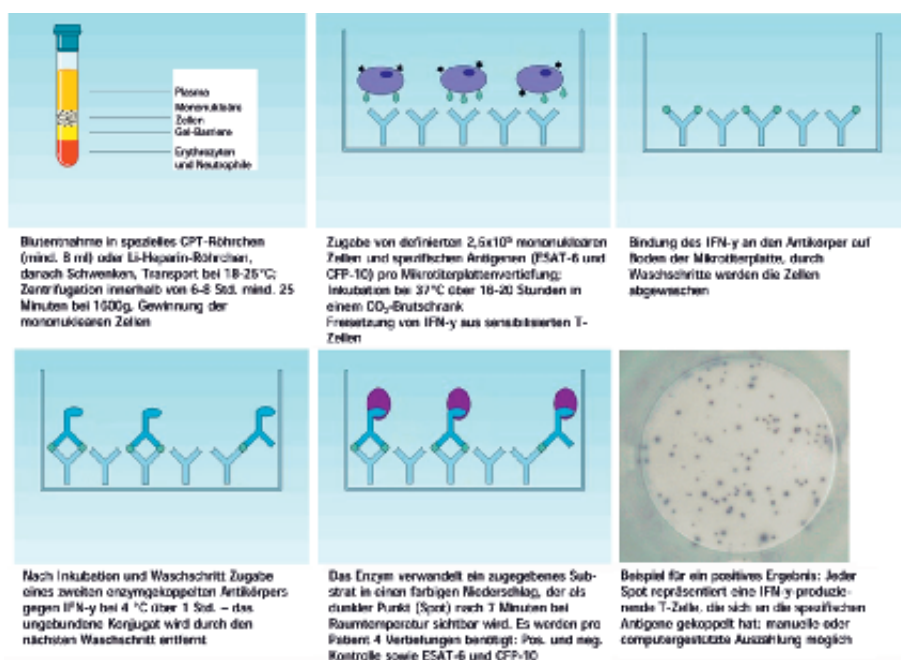 Plasma
Mononukleäre
Zellen
Gel-Barriere
Erythrozyten
und Neutrophile
Blutentnahme in spezielles CPT-Röhrchen
(mind. 8 ml) oder Li-Heparin-Röhrchen,
danach Schwenken, Transport bei 18-25°C;
Zentrifugation innerhalb von 6-8 Std. mind. 25
Minuten bei 1600g, Gewinnung der
mononuklearen Zellen
Zugabe von definierten 2,5x10⁵ mononuklearen
Zellen und spezifischen Antigenen (ESAT-6 und
CFP-10) pro Mikrotiterplattenvertiefung;
Inkubation bei 37°C über 16-20 Stunden in
einem CO₂-Brutschrank
Freisetzung von IFN-y aus sensibilisierten T-
Zellen
Bindung des IFN-y an den Antikörper auf
Boden der Mikrotiterplatte, durch
Waschschritte werden die Zellen
abgewaschen
Nach Inkubation und Waschschritt Zugabe
eines zweiten enzymgekoppelten Antikörpers
gegen IFN-y bei 4 °C über 1 Std. – das
ungebundene Konjugat wird durch den
nächsten Waschschritt entfernt
Das Enzym verwandelt ein zugegebenes Sub-
strat in einen farbigen Niederschlag, der als
dunkler Punkt (Spot) nach 7 Minuten bei
Raumtemperatur sichtbar wird. Es werden pro
Patient 4 Vertiefungen benötigt: Pos. und neg.
Kontrolle sowie ESAT-6 und CFP-10
Beispiel für ein positives Ergebnis: Jeder
Spot repräsentiert eine IFN-y-produzie-
rende T-Zelle, die sich an die spezifischen
Antigene gekoppelt hat: manuelle oder
computergestützte Auszählung möglich